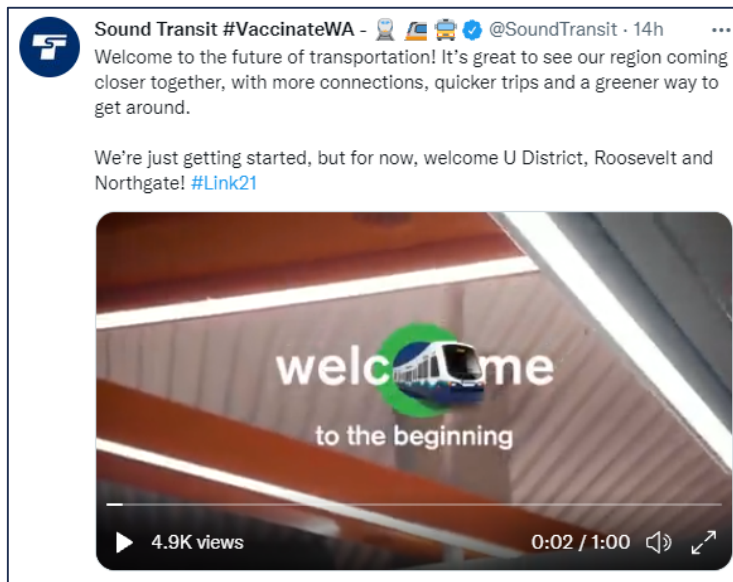 Sound Transit #VaccinateWA - 🚆 🚈 🚍 @SoundTransit · 14h
Welcome to the future of transportation! It's great to see our region coming
closer together, with more connections, quicker trips and a greener way to
get around.
We're just getting started, but for now, welcome U District, Roosevelt and
Northgate! #Link21
welcome
to the beginning
4.9K views
0:02 / 1:00